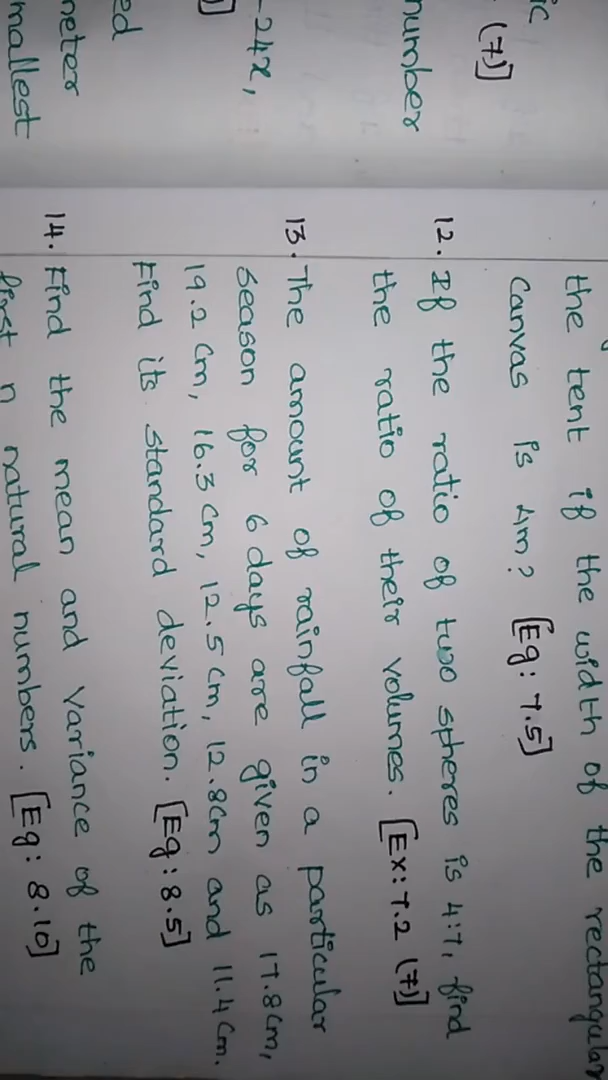 ic
(7)]
number
-24x,
]
ed
meter
mallest
the tent if the width of the rectangular
canvas is 4m? [Eg: 7.5]
12. If the ratio of two spheres is 4:7, find
the ratio of their volumes. [Ex: 7.2 (7)]
13. The amount of rainfall in a particular
season for 6 days are given as 17.8cm,
19.2 cm, 16.3 cm, 12.5 cm, 12.8cm and 11.4 cm.
Find its standard deviation. [Eg: 8.5]
14. Find the mean and variance of the
first n natural numbers. [Eg: 8.10]